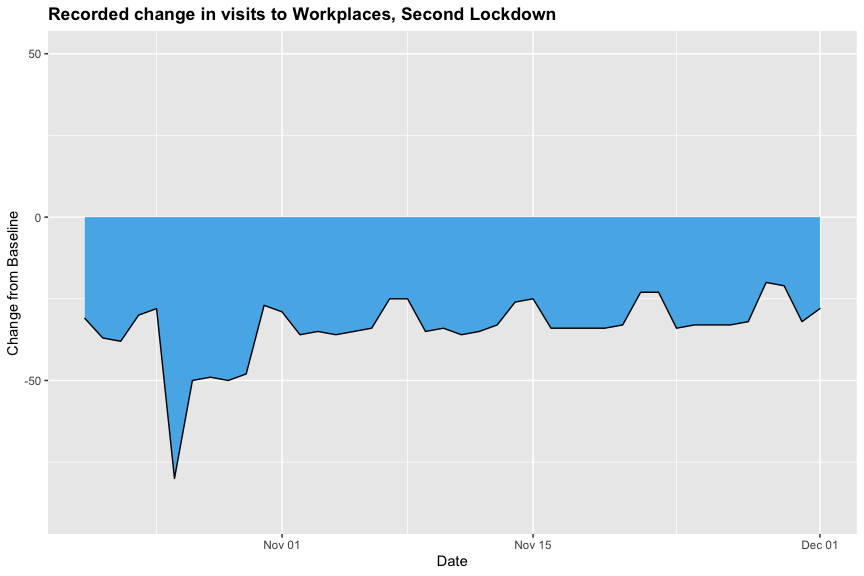 Recorded change in visits to Workplaces, Second Lockdown
50
0
-50
Change from Baseline
Nov 01
Nov 15
Dec 01
Date